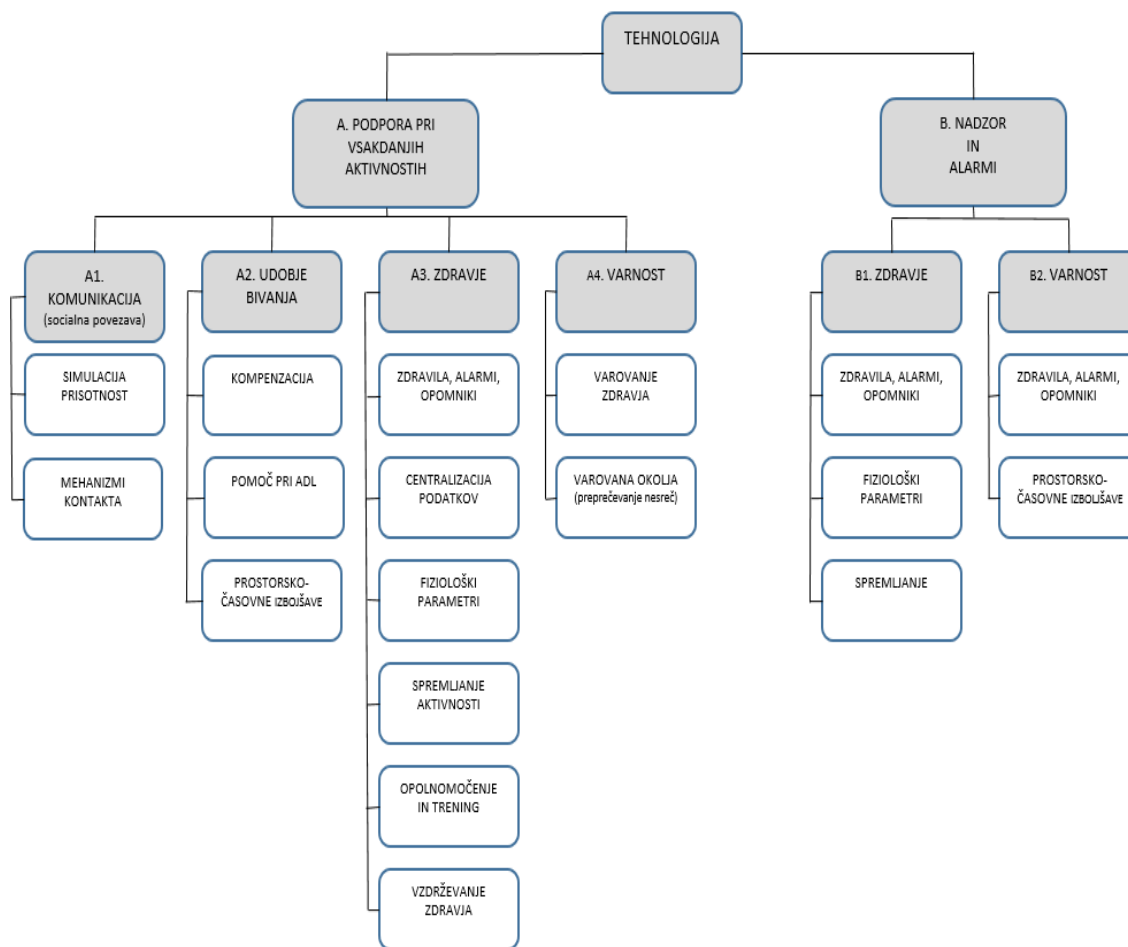 TEHNOLOGIJA
A. PODPORA PRI
VSAKDANJIH
AKTIVNOSTIH
B. NADZOR
IN
ALARMI
A1.
KOMUNIKACIJA
(socialna povezava)
SIMULACIJA
PRISOTNOST
MEHANIZMI
KONTAKTA
A2. UDOBJE
BIVANJA
KOMPENZACIJA
POMOČ PRI ADL
PROSTORSKO-
ČASOVNE IZBOJŠAVE
A3. ZDRAVJE
ZDRAVILA, ALARMI,
OPOMNIKI
CENTRALIZACIJA
PODATKOV
FIZIOLOŠKI
PARAMETRI
SPREMLJANJE
AKTIVNOSTI
OPOLNOMOČENJE
IN TRENING
VZDRŽEVANJE
ZDRAVJA
A4. VARNOST
VAROVANJE
ZDRAVJA
VAROVANA OKOLJA
(preprečevanje nesreč)
B1. ZDRAVJE
ZDRAVILA, ALARMI,
OPOMNIKI
FIZIOLOŠKI
PARAMETRI
SPREMLJANJE
B2. VARNOST
ZDRAVILA, ALARMI,
OPOMNIKI
PROSTORSKO-
ČASOVNE IZBOLJŠAVE